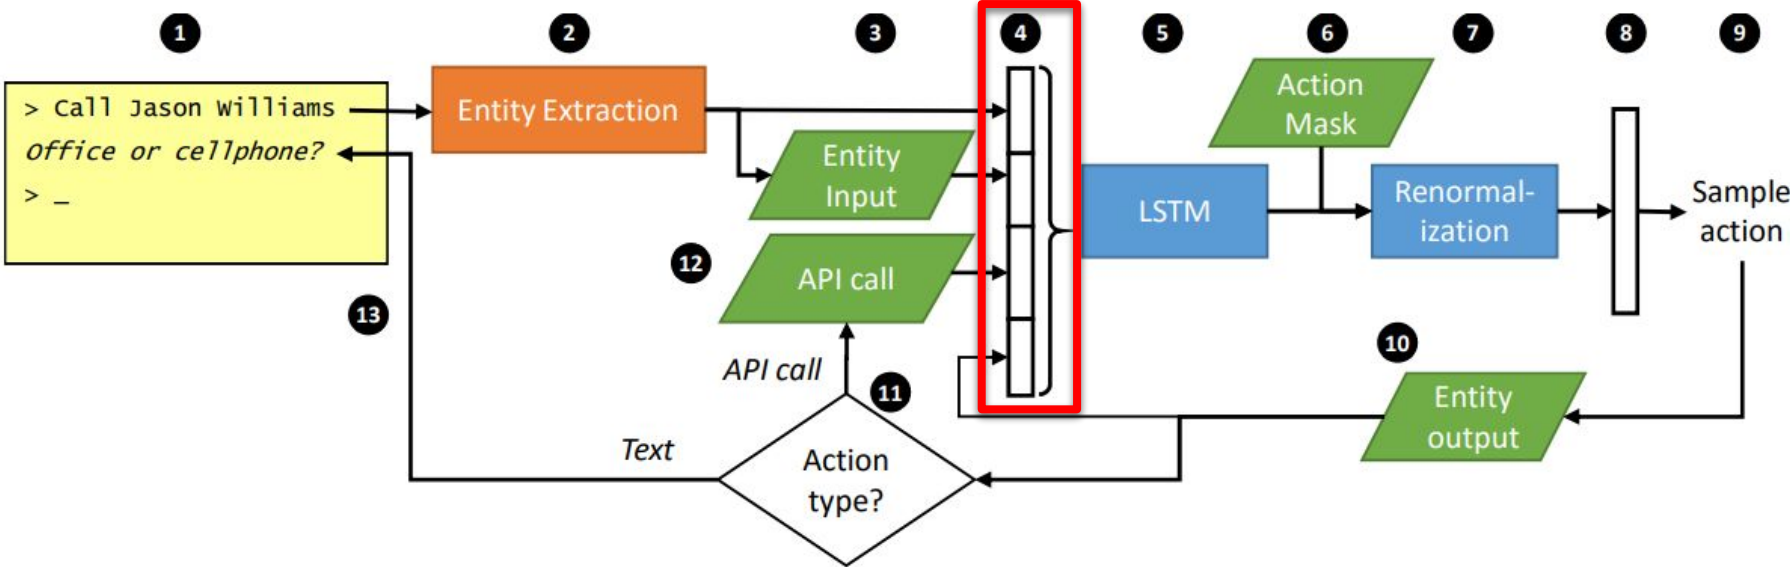 1
2
3
4
5
6
7
8
9
> Call Jason Williams
Office or cellphone?
> _
Entity Extraction
Entity
Input
API call
12
13
LSTM
Action
Mask
Renormal-
ization
Sample
action
10
Entity
output
API call
11
Text
Action
type?